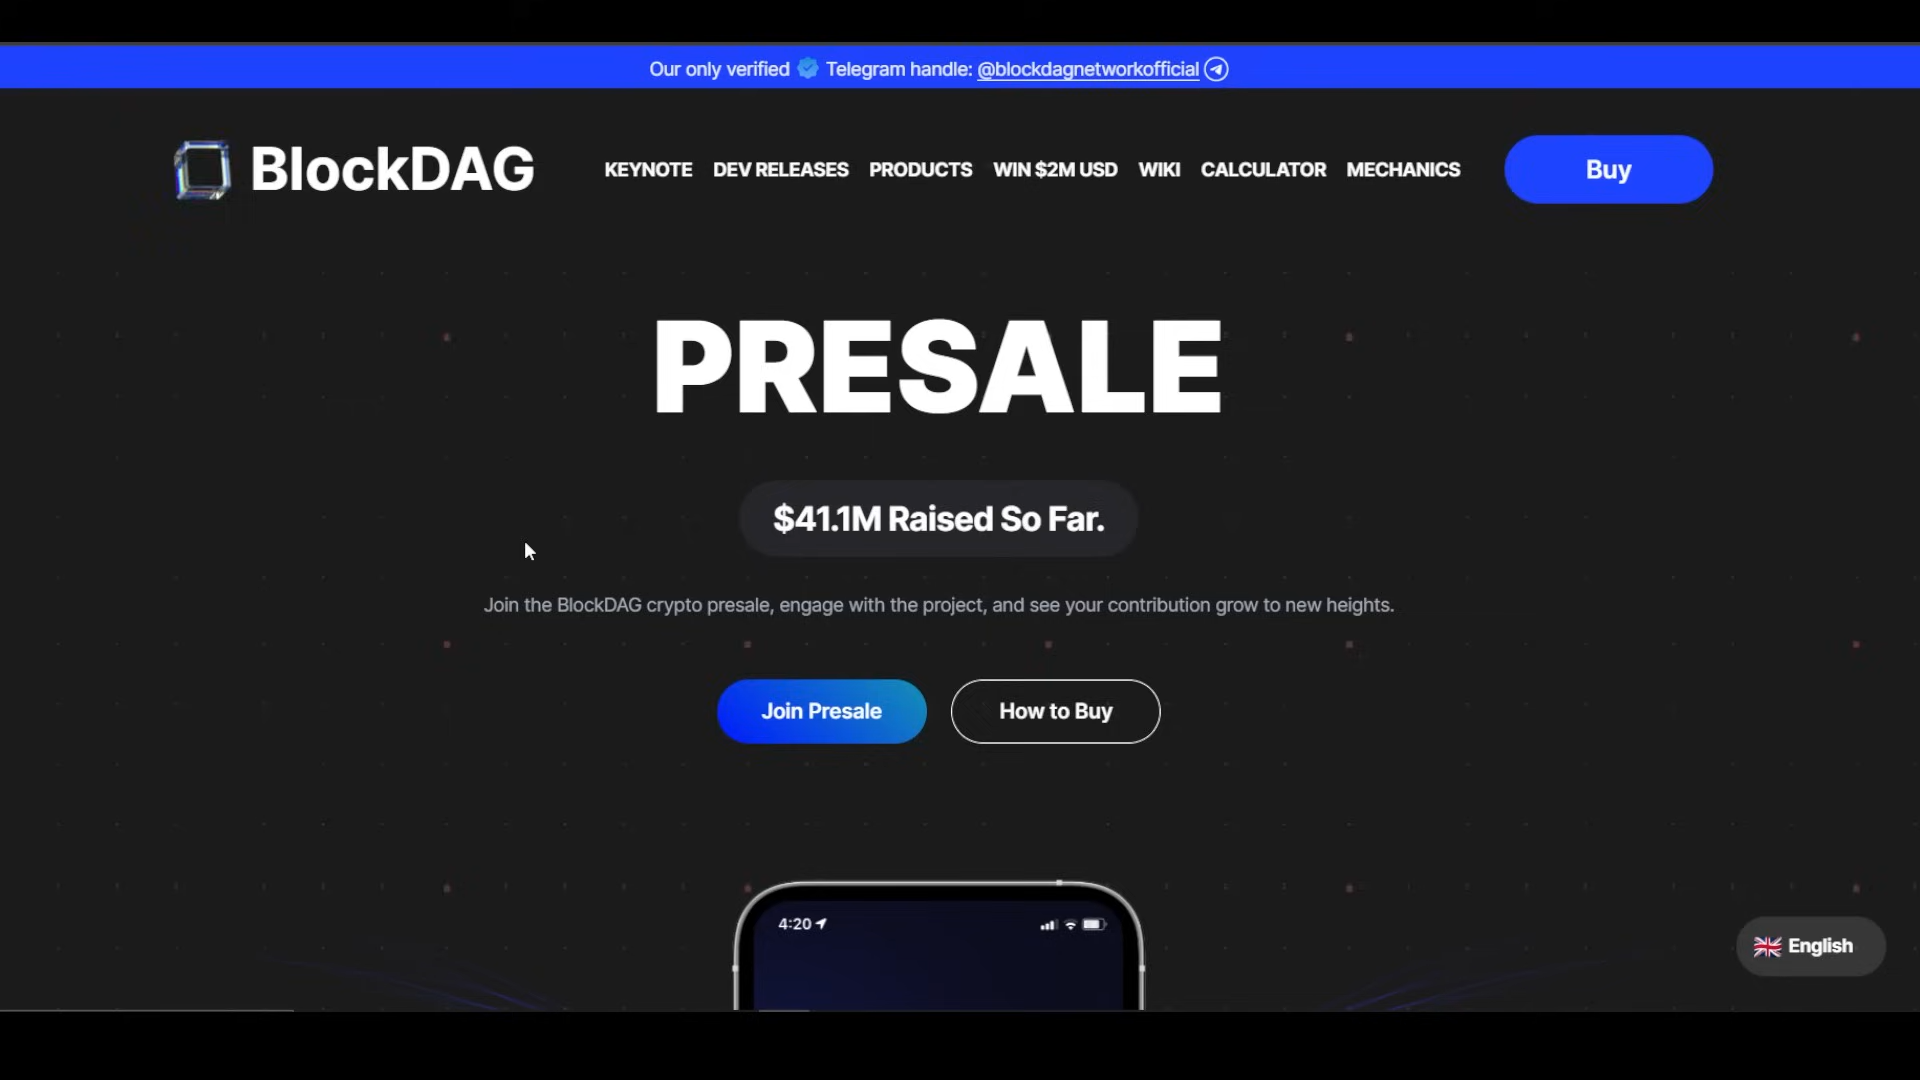 Our only verified Telegram handle: @blockdagnetworkofficial
BlockDAG
KEYNOTE DEV RELEASES PRODUCTS WIN $2M USD WIKI CALCULATOR MECHANICS
Buy
PRESALE
$41.1M Raised So Far.
Join the BlockDAG crypto presale, engage with the project, and see your contribution grow to new heights.
Join Presale
How to Buy
4:20
English